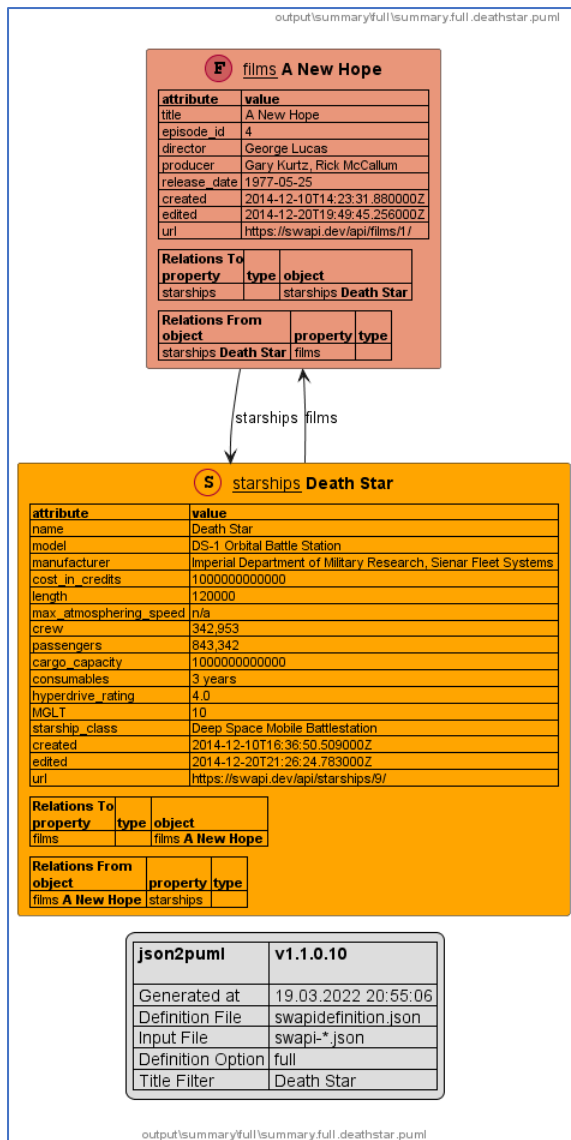 output\summary\full\summary.full.deathstar.puml
F films A New Hope
attribute value
title A New Hope
episode_id 4
director George Lucas
producer Gary Kurtz, Rick McCallum
release_date 1977-05-25
created 2014-12-10T14:23:31.880000Z
edited 2014-12-20T19:49:45.256000Z
url https://swapi.dev/api/films/1/
Relations To
property type object
starships starships Death Star
Relations From
object property type
starships Death Star films
starships films
S starships Death Star
attribute value
name Death Star
model DS-1 Orbital Battle Station
manufacturer Imperial Department of Military Research, Sienar Fleet Systems
cost_in_credits 1000000000000
length 120000
max_atmosphering_speed n/a
crew 342,953
passengers 843,342
cargo_capacity 1000000000000
consumables 3 years
hyperdrive_rating 4.0
MGLT 10
starship_class Deep Space Mobile Battlestation
created 2014-12-10T16:36:50.509000Z
edited 2014-12-20T21:26:24.783000Z
url https://swapi.dev/api/starships/9/
Relations To
property type object
films films A New Hope
Relations From
object property type
films A New Hope starships
json2puml v1.1.0.10
Generated at 19.03.2022 20:55:06
Definition File swapidefinition.json
Input File swapi-*.json
Definition Option full
Title Filter Death Star
output\summary\full\summary.full.deathstar.puml